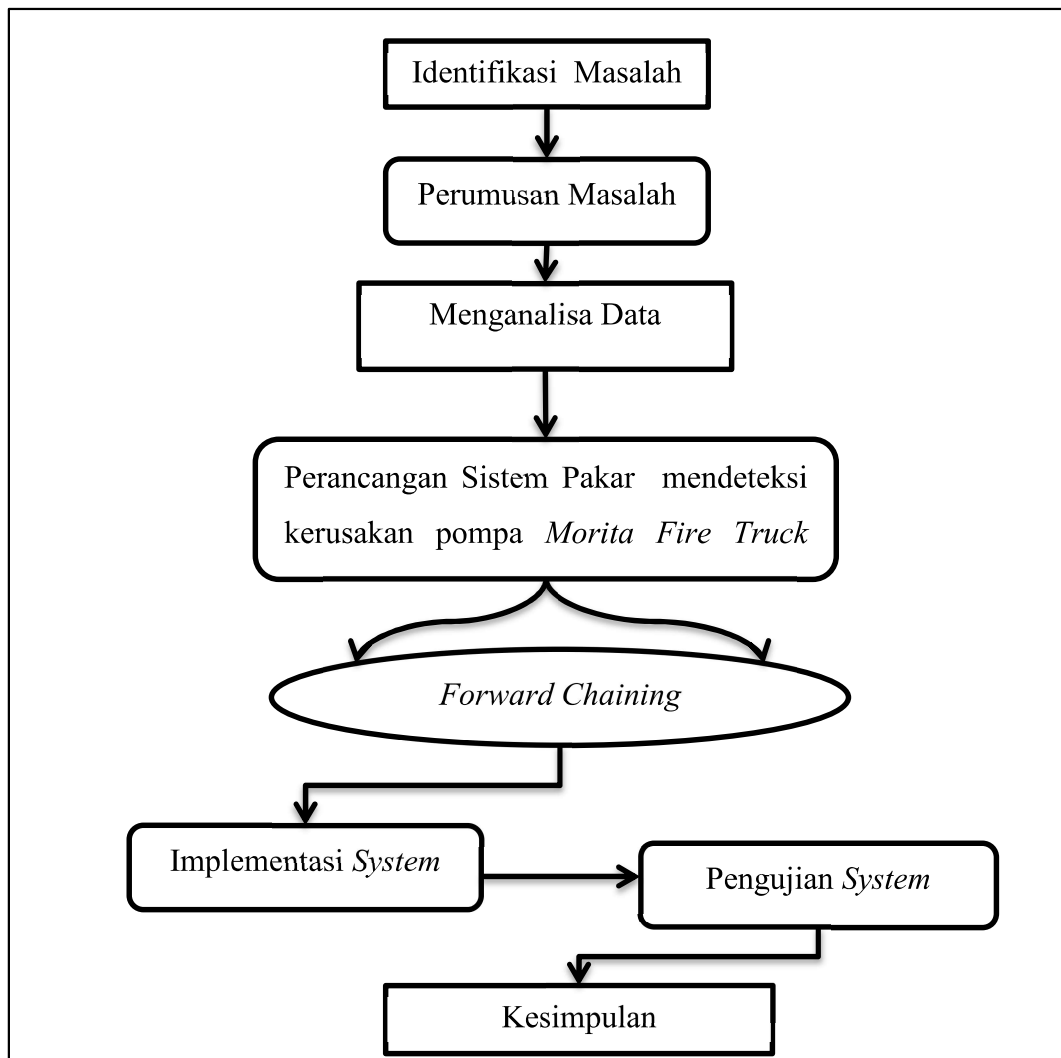 Identifikasi Masalah
Perumusan Masalah
Menganalisa Data
Perancangan Sistem Pakar mendeteksi
kerusakan pompa Morita Fire Truck
Forward Chaining
Implementasi System
Pengujian System
Kesimpulan